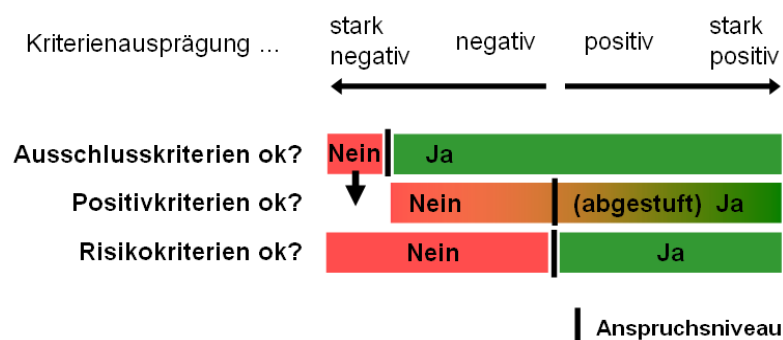 Kriterienausprägung ...
stark negativ
negativ
positiv
stark positiv
Ausschlusskriterien ok?
Nein
Ja
Positivkriterien ok?
Nein
(abgestuft) Ja
Risikokriterien ok?
Nein
Ja
Anspruchsniveau